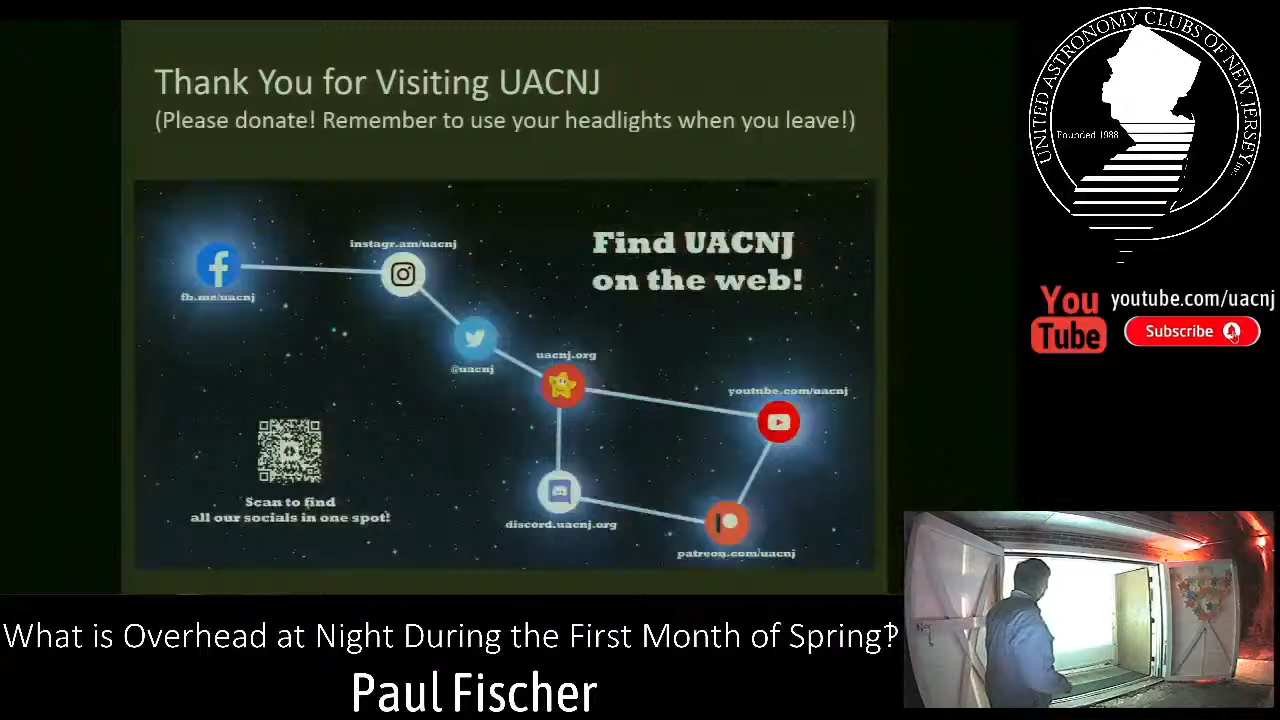 Thank You for Visiting UACNJ
(Please donate! Remember to use your headlights when you leave!)
Find UACNJ
on the web!
instagr.am/uacnj
fb.me/uacnj
@uacnj
uacnj.org
youtube.com/uacnj
discord.uacnj.org
patreon.com/uacnj
Scan to find
all our socials in one spot!
UNITED ASTRONOMY CLUBS OF NEW JERSEY, Inc.
Founded 1988
You
Tube
youtube.com/uacnj
Subscribe
What is Overhead at Night During the First Month of Spring?
Paul Fischer